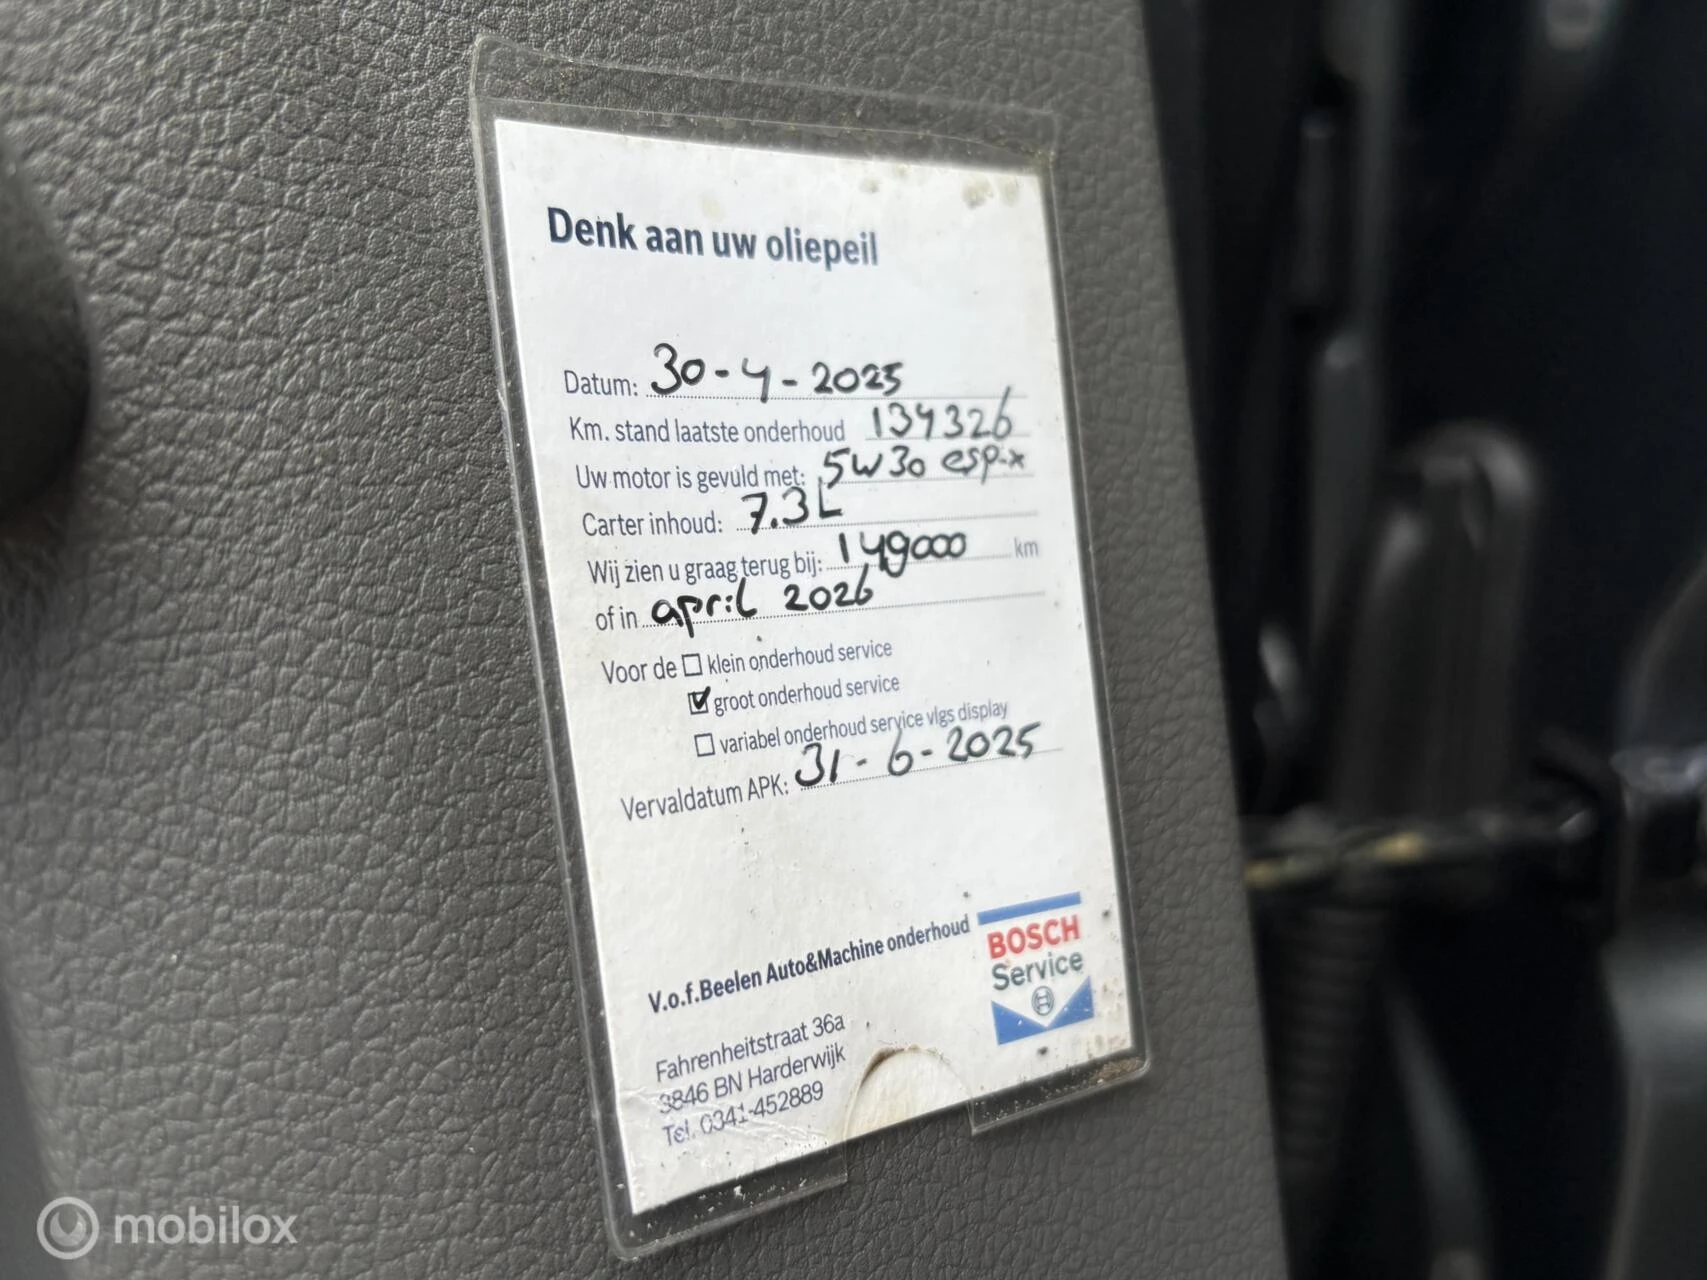 Denk aan uw oliepeil
Datum: 30-4-2025
Km. stand laatste onderhoud 134326
Uw motor is gevuld met: 5W30 esp-x
Carter inhoud: 7.3L
Wij zien u graag terug bij: 149000 km
of in april 2026
Voor de ☐ klein onderhoud service
☑ groot onderhoud service
☐ variabel onderhoud service vlgs display
Vervaldatum APK: 31-6-2025
V.o.f.Beelen Auto&Machine onderhoud
BOSCH
Service
Fahrenheitstraat 36a
3846 BN Harderwijk
Tel. 0341-452889
mobilox